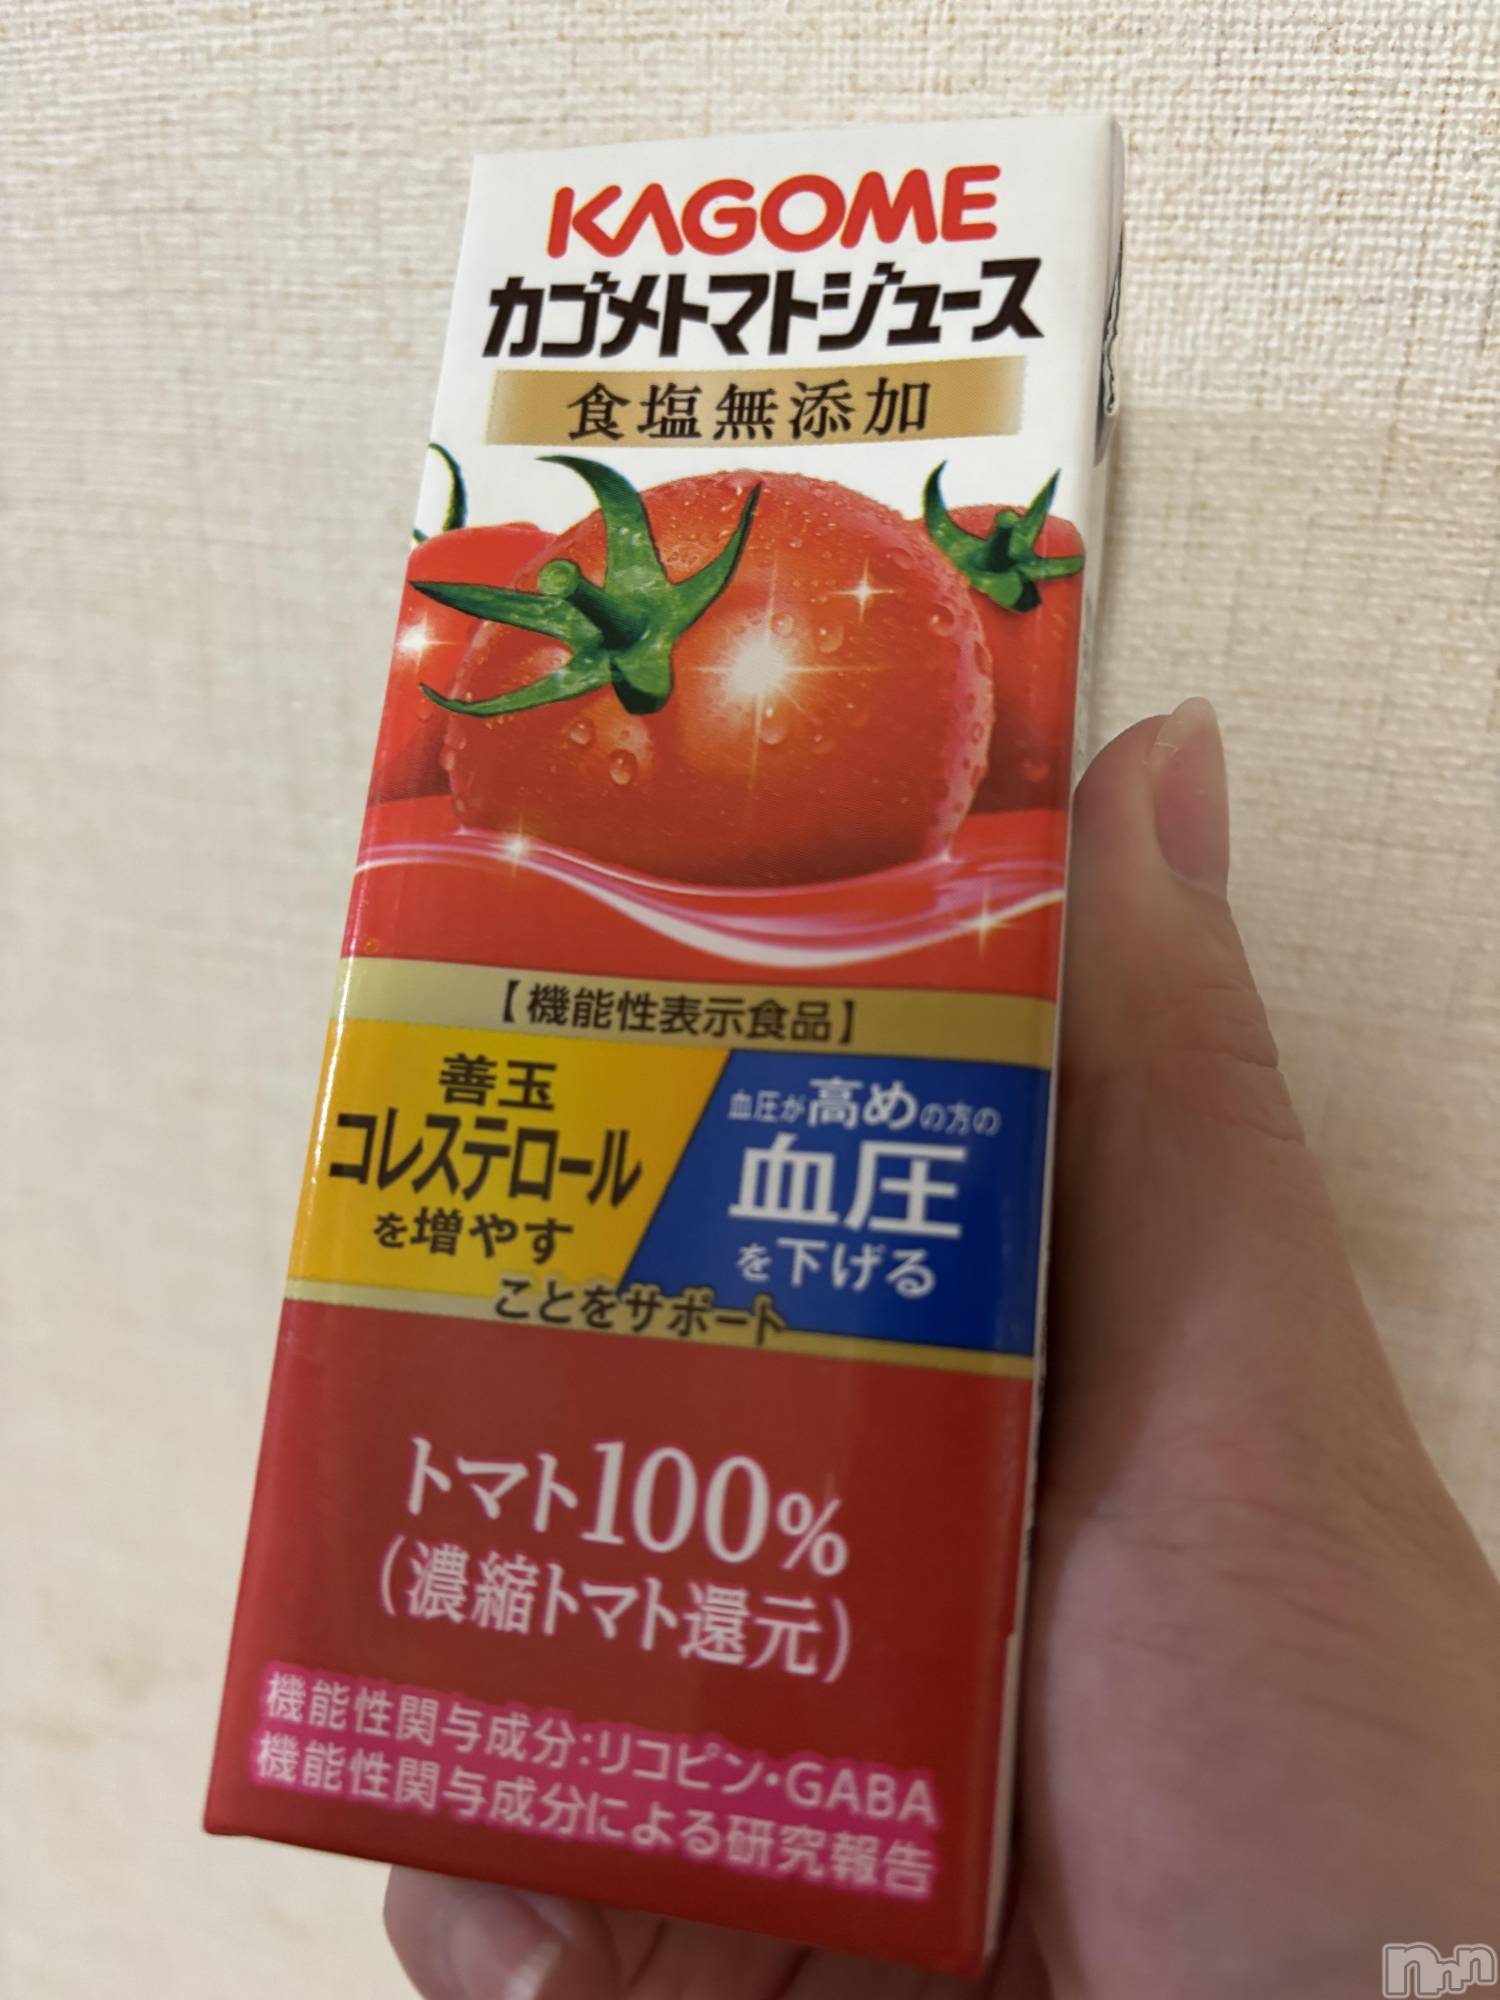 KAGOME
カゴメトマトジュース
食塩無添加
【機能性表示食品】
善玉
コレステロール
を増やす
血圧が高めの方の
血圧
を下げる
ことをサポート
トマト100%
(濃縮トマト還元)
機能性関与成分:リコピン・GABA
機能性関与成分による研究報告
nnn